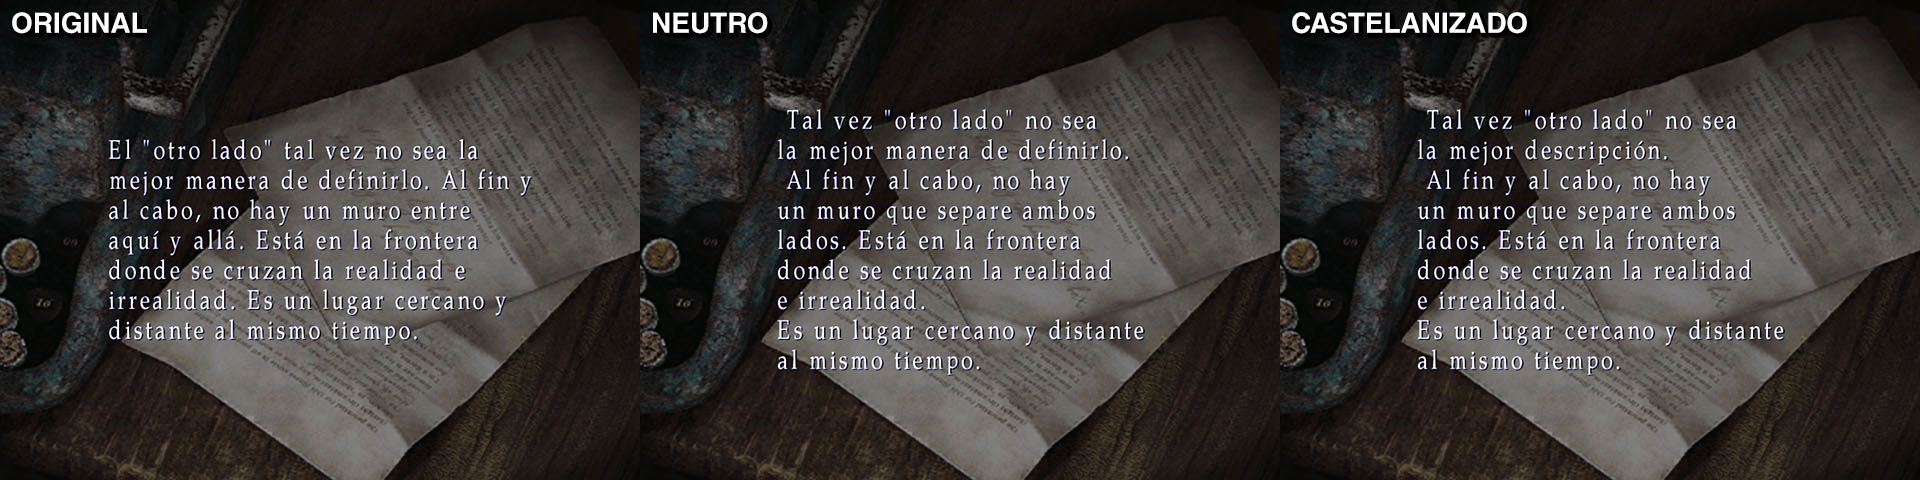 ORIGINAL
El "otro lado" tal vez no sea la
mejor manera de definirlo. Al fin y
al cabo, no hay un muro entre
aquí y allá. Está en la frontera
donde se cruzan la realidad e
irrealidad. Es un lugar cercano y
distante al mismo tiempo.
NEUTRO
Tal vez "otro lado" no sea
la mejor manera de definirlo.
Al fin y al cabo, no hay
un muro que separe ambos
lados. Está en la frontera
donde se cruzan la realidad
e irrealidad.
Es un lugar cercano y distante
al mismo tiempo.
CASTELANIZADO
Tal vez "otro lado" no sea
la mejor descripción.
Al fin y al cabo, no hay
un muro que separe ambos
lados. Está en la frontera
donde se cruzan la realidad
e irrealidad.
Es un lugar cercano y distante
al mismo tiempo.